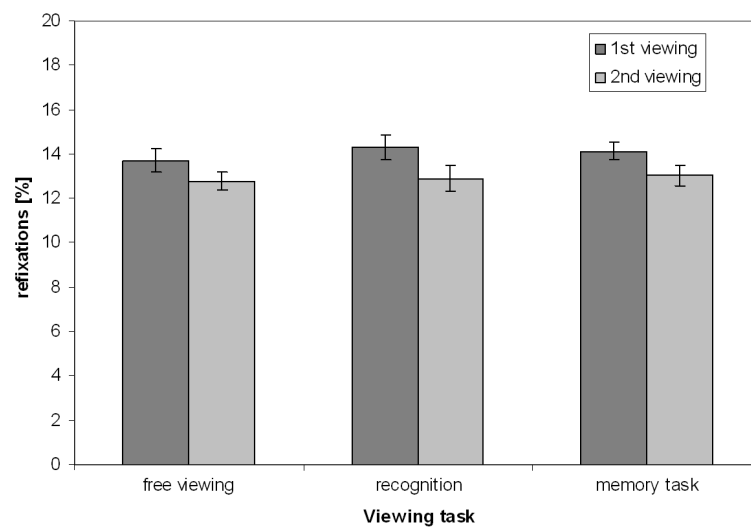 20
18
16
14
12
10
8
6
4
2
0
refixations [%]
1st viewing
2nd viewing
free viewing
recognition
memory task
Viewing task